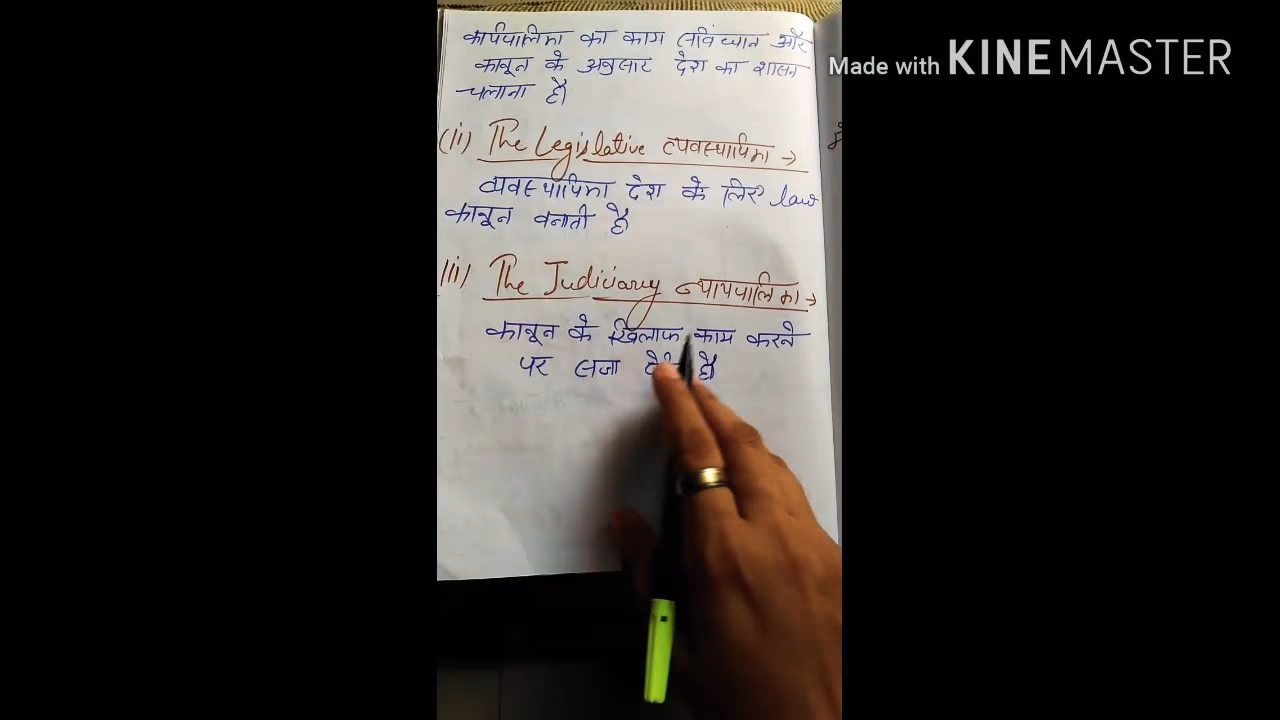 कार्यपालिका का काम संविधान और
कानून के अनुसार देश का शासन
चलाना है।
(ii) The Legislative व्यवस्थापिका →
व्यवस्थापिका देश के लिए law
कानून बनाती है
(ii) The Judiciary न्यायपालिका →
कानून के खिलाफ काम करने
पर सजा है
Made with KINEMASTER